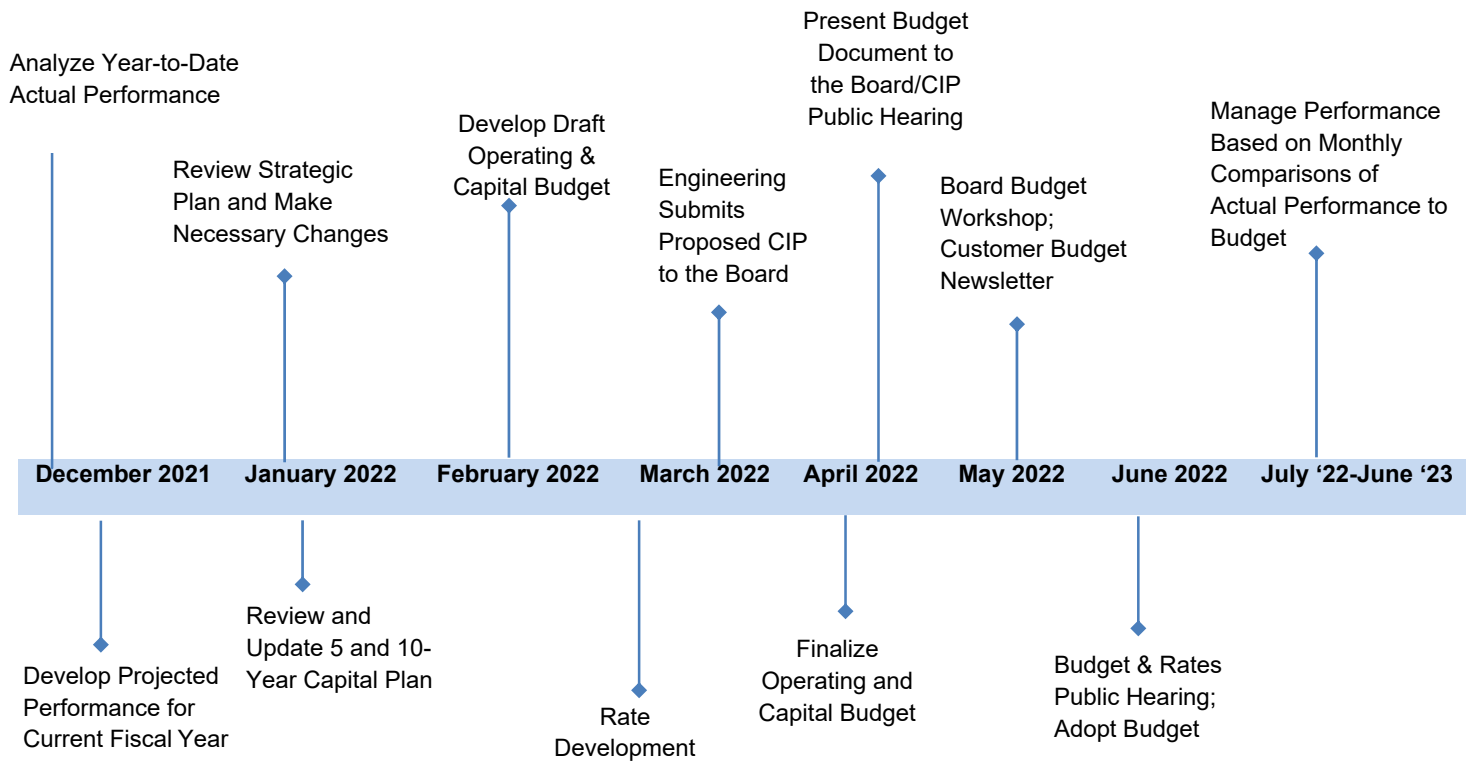 Analyze Year-to-Date
Actual Performance
Review Strategic
Plan and Make
Necessary Changes
Develop Draft
Operating &
Capital Budget
Engineering
Submits
Proposed CIP
to the Board
Present Budget
Document to
the Board/CIP
Public Hearing
Board Budget
Workshop;
Customer Budget
Newsletter
Manage Performance
Based on Monthly
Comparisons of
Actual Performance to
Budget
December 2021
January 2022
February 2022
March 2022
April 2022
May 2022
June 2022
July ‘22-June ‘23
Develop Projected
Performance for
Current Fiscal Year
Review and
Update 5 and 10-
Year Capital Plan
Rate
Development
Finalize
Operating and
Capital Budget
Budget & Rates
Public Hearing;
Adopt Budget